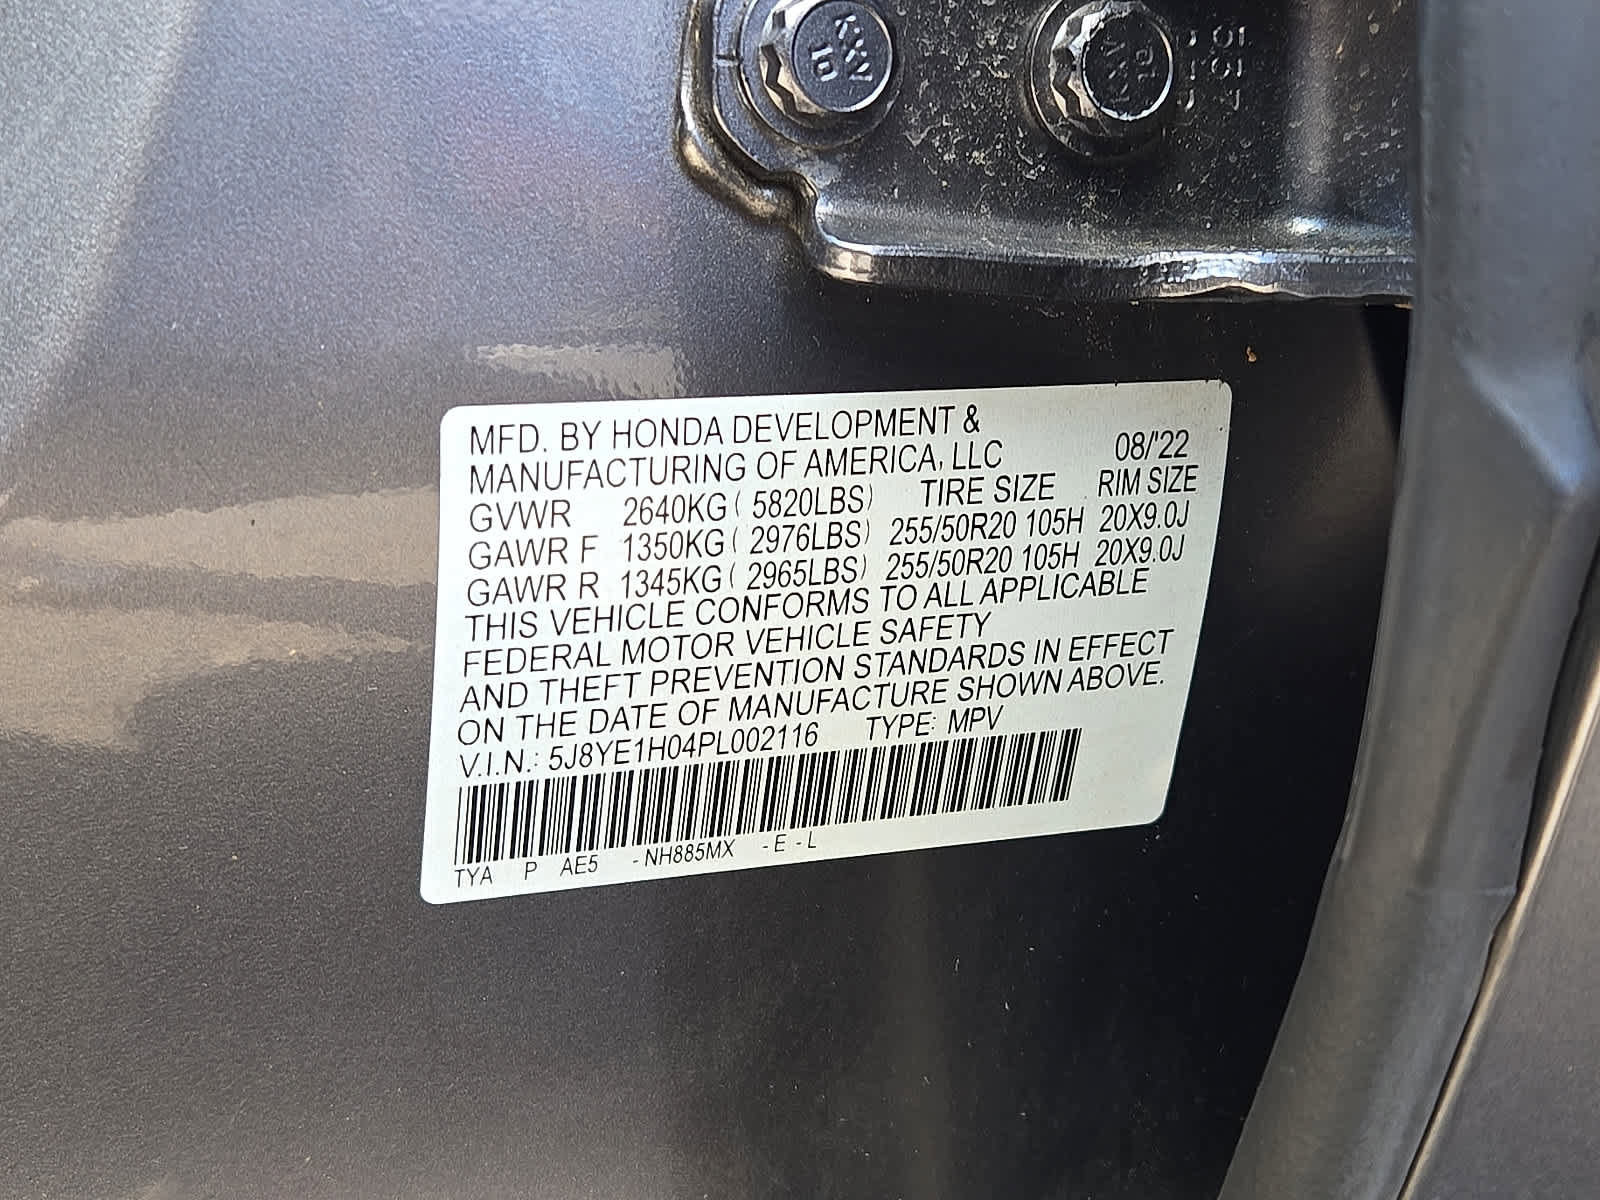 KWV
10
10
MFD. BY HONDA DEVELOPMENT &
MANUFACTURING OF AMERICA, LLC 08/'22
GVWR 2640KG ( 5820LBS) TIRE SIZE RIM SIZE
GAWR F 1350KG ( 2976LBS) 255/50R20 105H 20X9.0J
GAWR R 1345KG ( 2965LBS) 255/50R20 105H 20X9.0J
THIS VEHICLE CONFORMS TO ALL APPLICABLE
FEDERAL MOTOR VEHICLE SAFETY
AND THEFT PREVENTION STANDARDS IN EFFECT
ON THE DATE OF MANUFACTURE SHOWN ABOVE.
V.I.N.: 5J8YE1H04PL002116 TYPE: MPV
TYA P AE5 -NH885MX -E -L